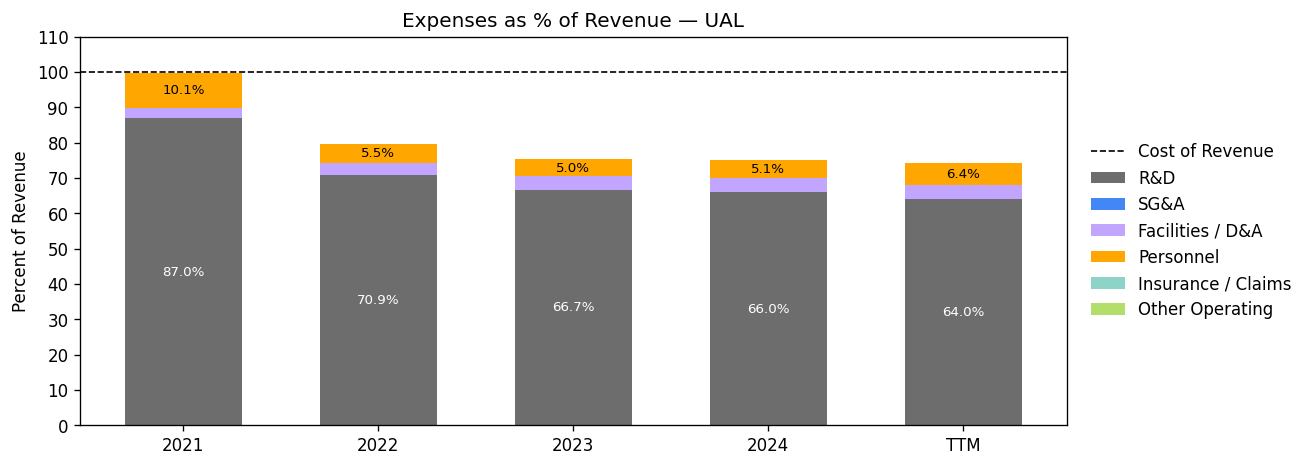 Expenses as % of Revenue — UAL
Percent of Revenue
110
100
90
80
70
60
50
40
30
20
10
0
10.1%
87.0%
5.5%
70.9%
5.0%
66.7%
5.1%
66.0%
6.4%
64.0%
2021
2022
2023
2024
TTM
Cost of Revenue
R&D
SG&A
Facilities / D&A
Personnel
Insurance / Claims
Other Operating